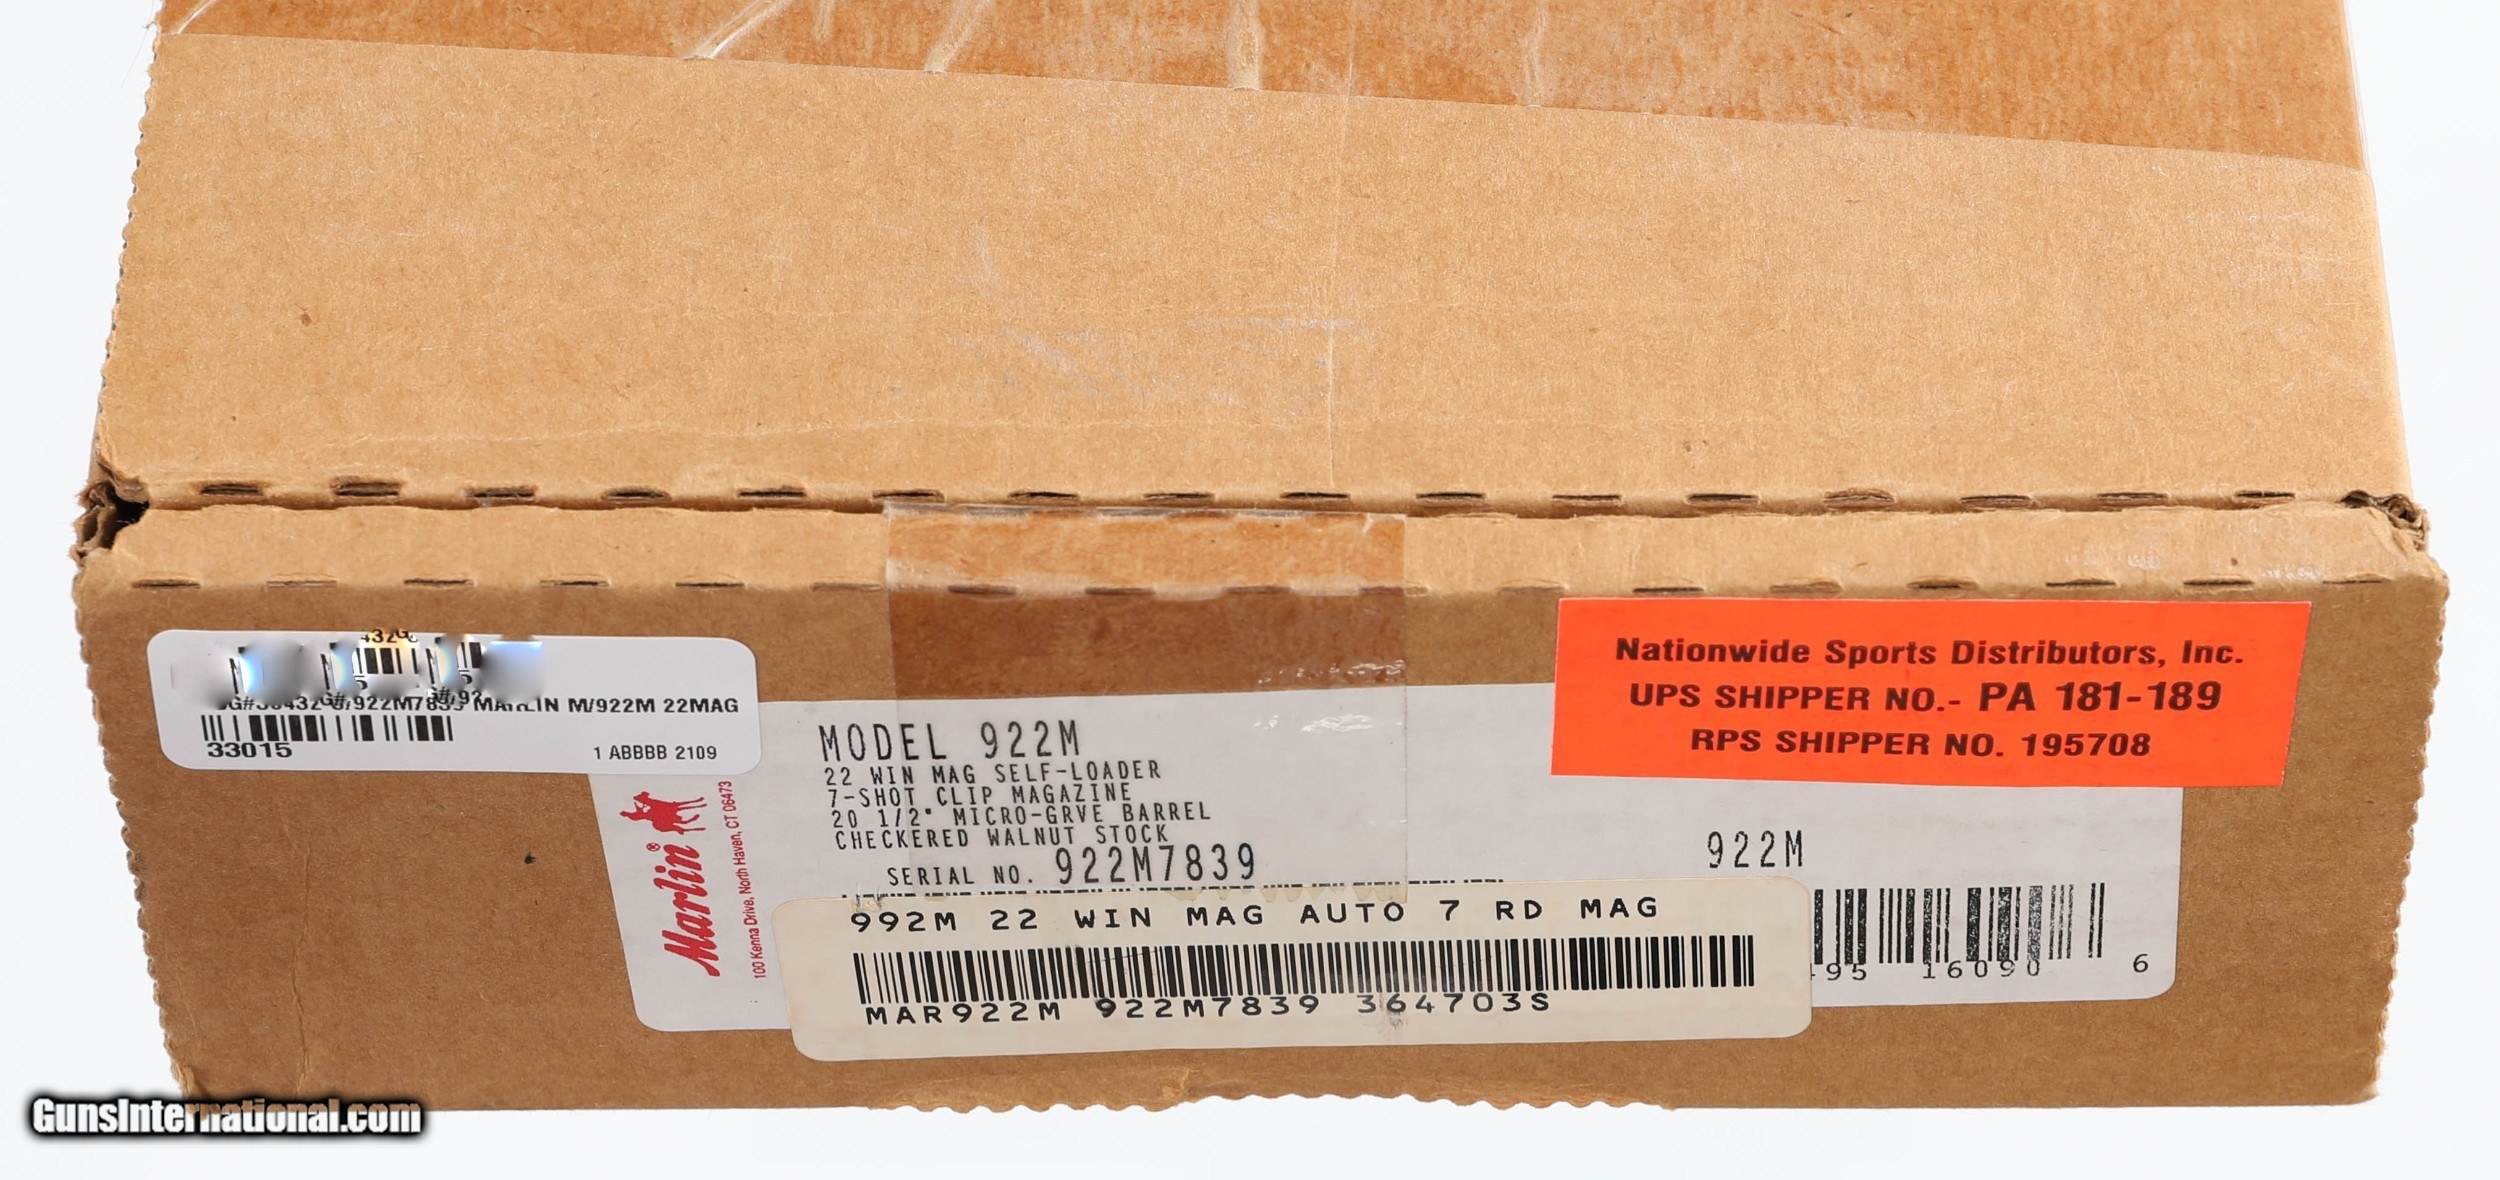 MARLIN M/922M 22MAG
33015
1 ABBBB 2109
Nationwide Sports Distributors, Inc.
UPS SHIPPER NO.- PA 181-189
RPS SHIPPER NO. 195708
Marlin®
100 Kenna Drive, North Haven, CT 06473
MODEL 922M
22 WIN MAG SELF-LOADER
7-SHOT CLIP MAGAZINE
20 1/2" MICRO-GRVE BARREL
CHECKERED WALNUT STOCK
SERIAL NO. 922M7839
922M
495 16090 6
992M 22 WIN MAG AUTO 7 RD MAG
MAR922M 922M7839 364703S
GunsInternational.com